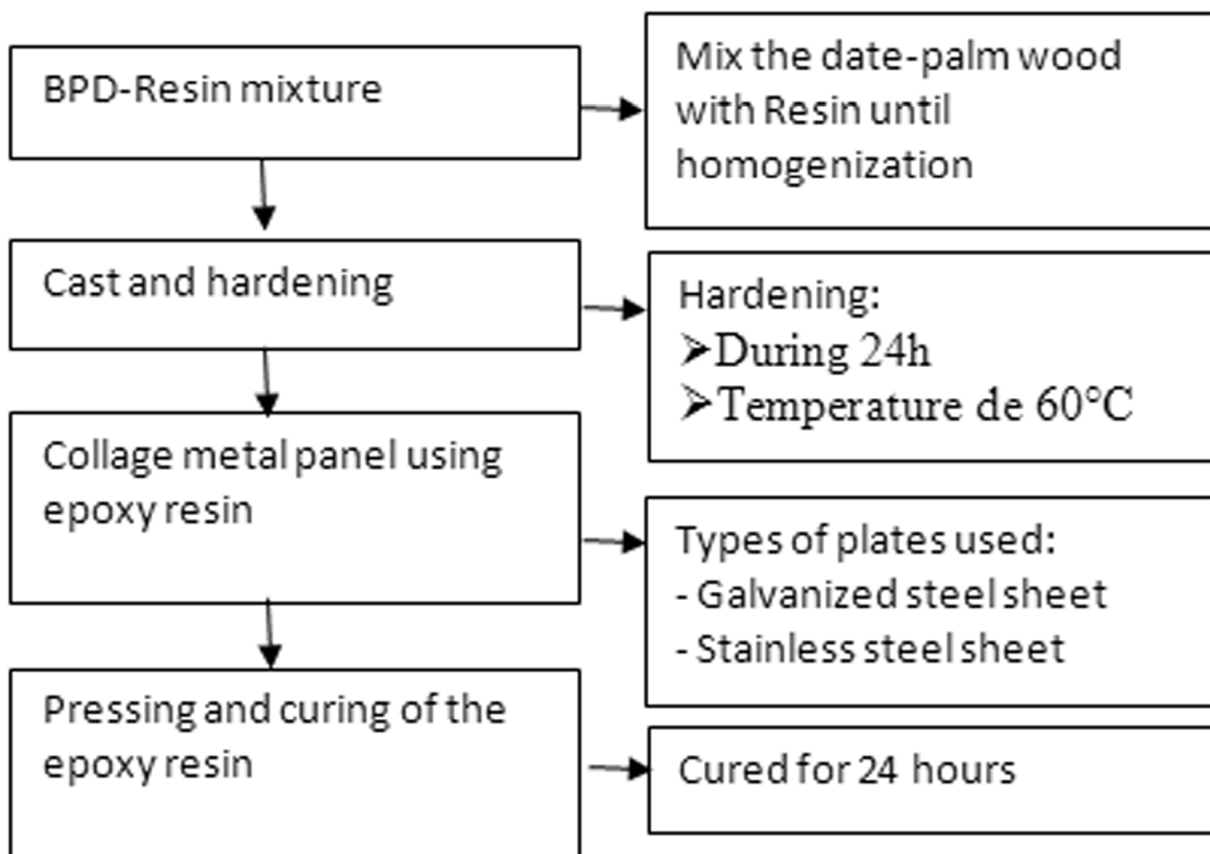 BPD-Resin mixture
Mix the date-palm wood
with Resin until
homogenization
Cast and hardening
Hardening:
➢During 24h
➢Temperature de 60°C
Collage metal panel using
epoxy resin
Types of plates used:
- Galvanized steel sheet
- Stainless steel sheet
Pressing and curing of the
epoxy resin
Cured for 24 hours